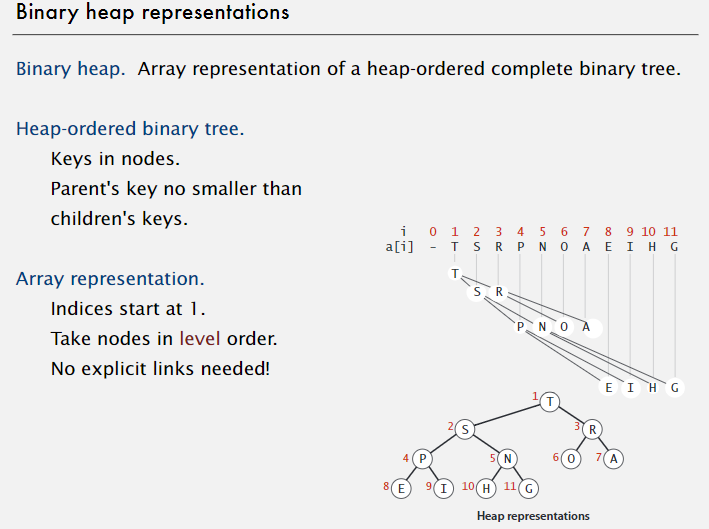 Binary heap representations
Binary heap. Array representation of a heap-ordered complete binary tree.
Heap-ordered binary tree.
Keys in nodes.
Parent's key no smaller than
children's keys.
Array representation.
Indices start at 1.
Take nodes in level order.
No explicit links needed!
i 0 1 2 3 4 5 6 7 8 9 10 11
a[i] - T S R P N O A E I H G
T
S R
P N O A
E I H G
1 T
2 S 3 R
4 P 5 N 6 O 7 A
8 E 9 I 10 H 11 G
Heap representations